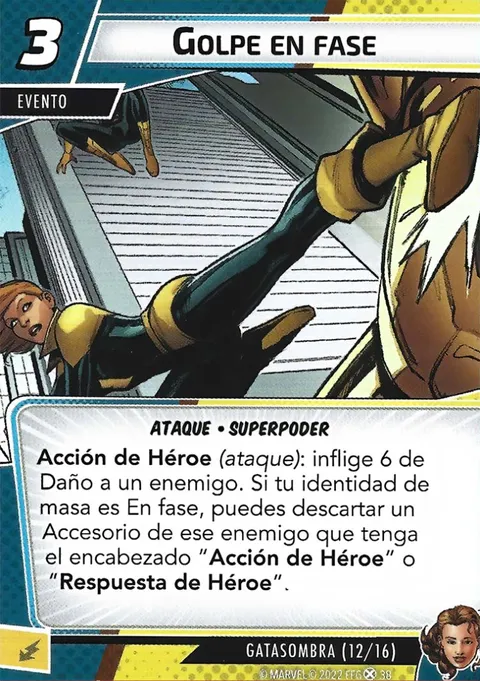 3
GOLPE EN FASE
EVENTO
ATAQUE • SUPERPODER
Acción de Héroe (ataque): inflige 6 de
Daño a un enemigo. Si tu identidad de
masa es En fase, puedes descartar un
Accesorio de ese enemigo que tenga
el encabezado “Acción de Héroe” o
“Respuesta de Héroe”.
GATASOMBRA (12/16)
© MARVEL © 2022 FFG 38